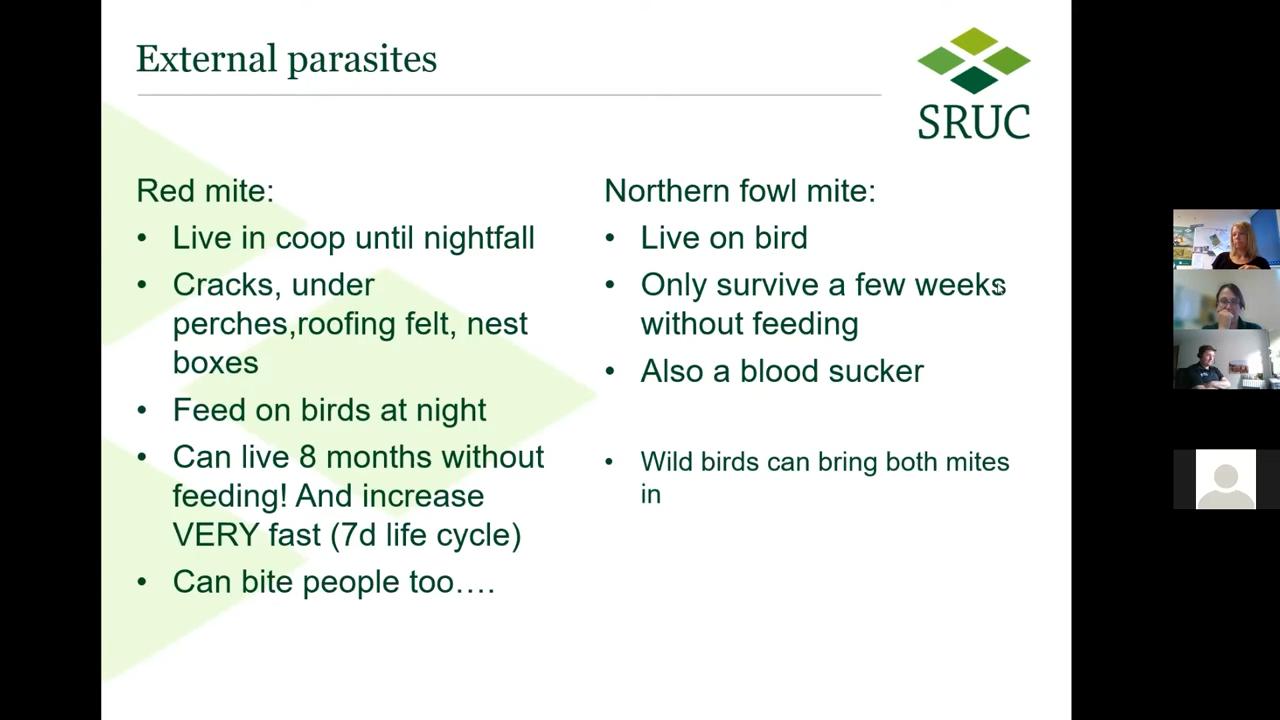 External parasites
SRUC
Red mite:
• Live in coop until nightfall
• Cracks, under
perches,roofing felt, nest
boxes
• Feed on birds at night
• Can live 8 months without
feeding! And increase
VERY fast (7d life cycle)
• Can bite people too….
Northern fowl mite:
• Live on bird
• Only survive a few weeks
without feeding
• Also a blood sucker
• Wild birds can bring both mites
in